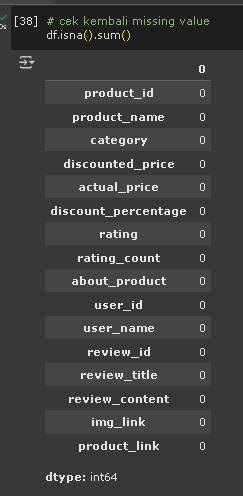 [38] # cek kembali missing value
df.isna().sum()
0
product_id 0
product_name 0
category 0
discounted_price 0
actual_price 0
discount_percentage 0
rating 0
rating_count 0
about_product 0
user_id 0
user_name 0
review_id 0
review_title 0
review_content 0
img_link 0
product_link 0
dtype: int64